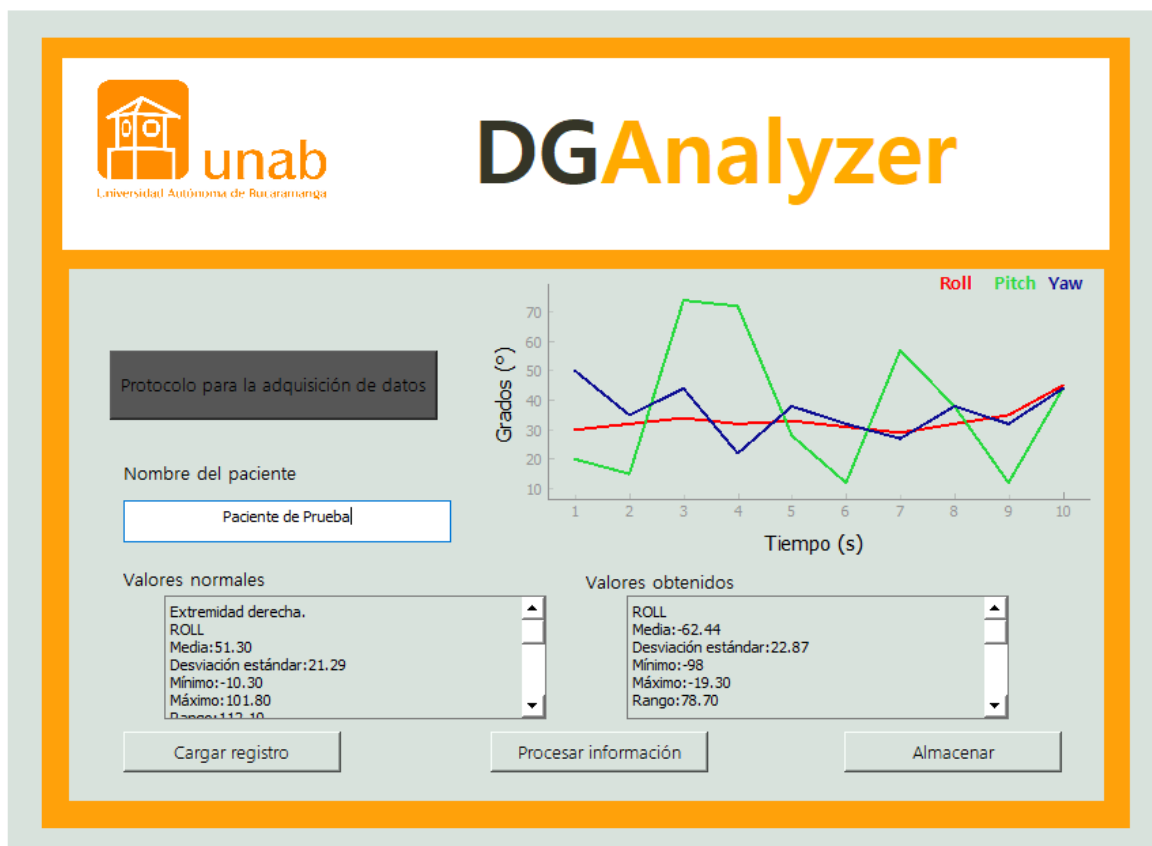 unab
Universidad Autónoma de Bucaramanga
DGAnalyzer
Protocolo para la adquisición de datos
Nombre del paciente
Paciente de Prueba
Roll Pitch Yaw
Grados (º)
70
60
50
40
30
20
10
1 2 3 4 5 6 7 8 9 10
Tiempo (s)
Valores normales
Extremidad derecha.
ROLL
Media:51.30
Desviación estándar:21.29
Mínimo:-10.30
Máximo:101.80
Rango:112.10
Valores obtenidos
ROLL
Media:-62.44
Desviación estándar:22.87
Mínimo:-98
Máximo:-19.30
Rango:78.70
Cargar registro
Procesar información
Almacenar